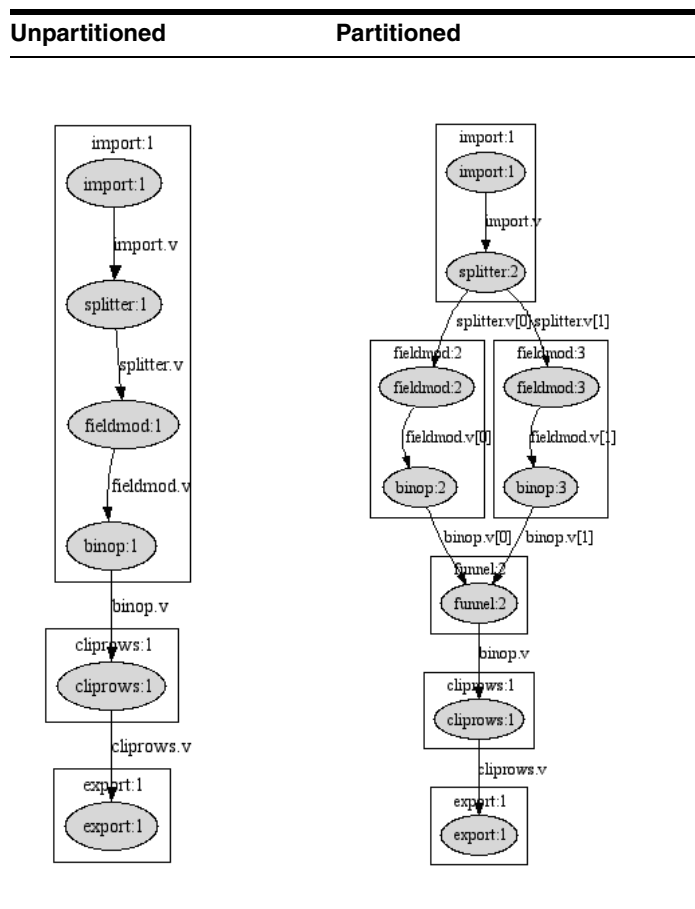 Unpartitioned
Partitioned
import:1
import:1
import.v
splitter:1
splitter.v
fieldmod:1
fieldmod.v
binop:1
binop.v
cliprows:1
cliprows:1
cliprows.v
export:1
export:1
import:1
import:1
import.v
splitter:2
splitter.v[0] splitter.v[1]
fieldmod:2 fieldmod:3
fieldmod:2 fieldmod:3
fieldmod.v[0] fieldmod.v[1]
binop:2 binop:3
binop.v[0] binop.v[1]
funnel:2
funnel:2
binop.v
cliprows:1
cliprows:1
cliprows.v
export:1
export:1